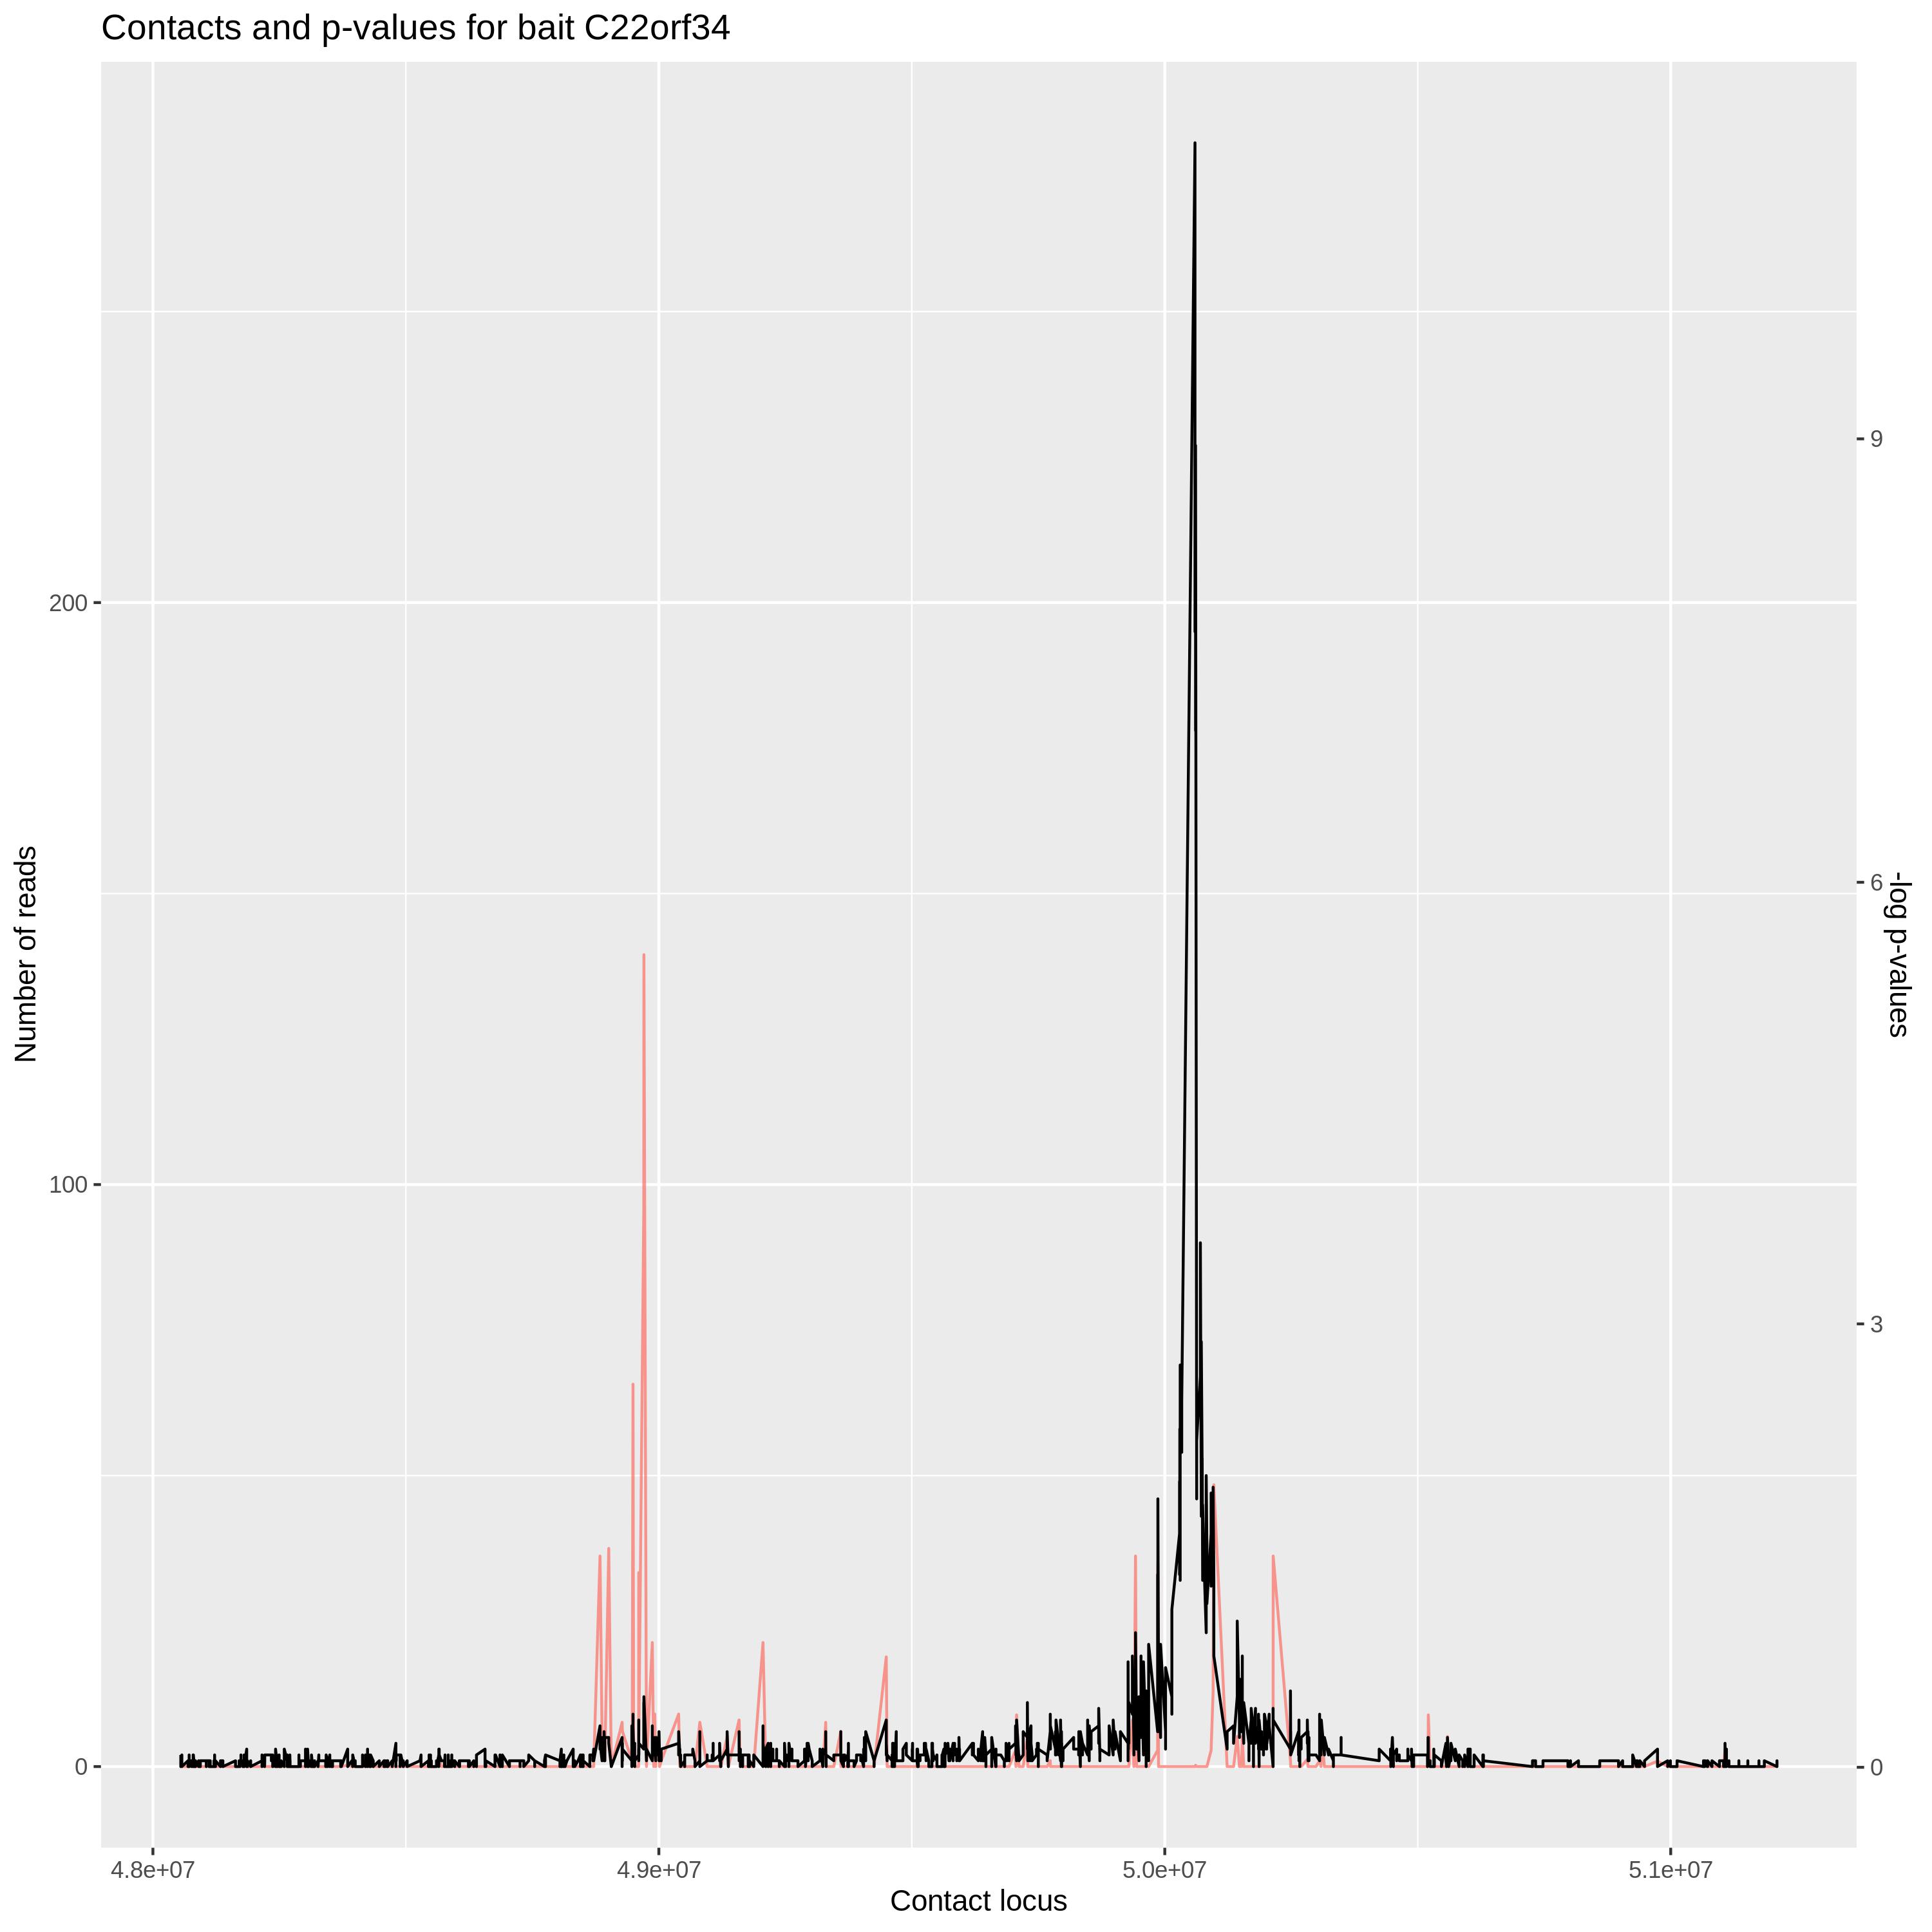 Contacts and p-values for bait C22orf34
Number of reads
200
100
0
9
6
3
0
-log p-values
4.8e+07
4.9e+07
5.0e+07
5.1e+07
Contact locus